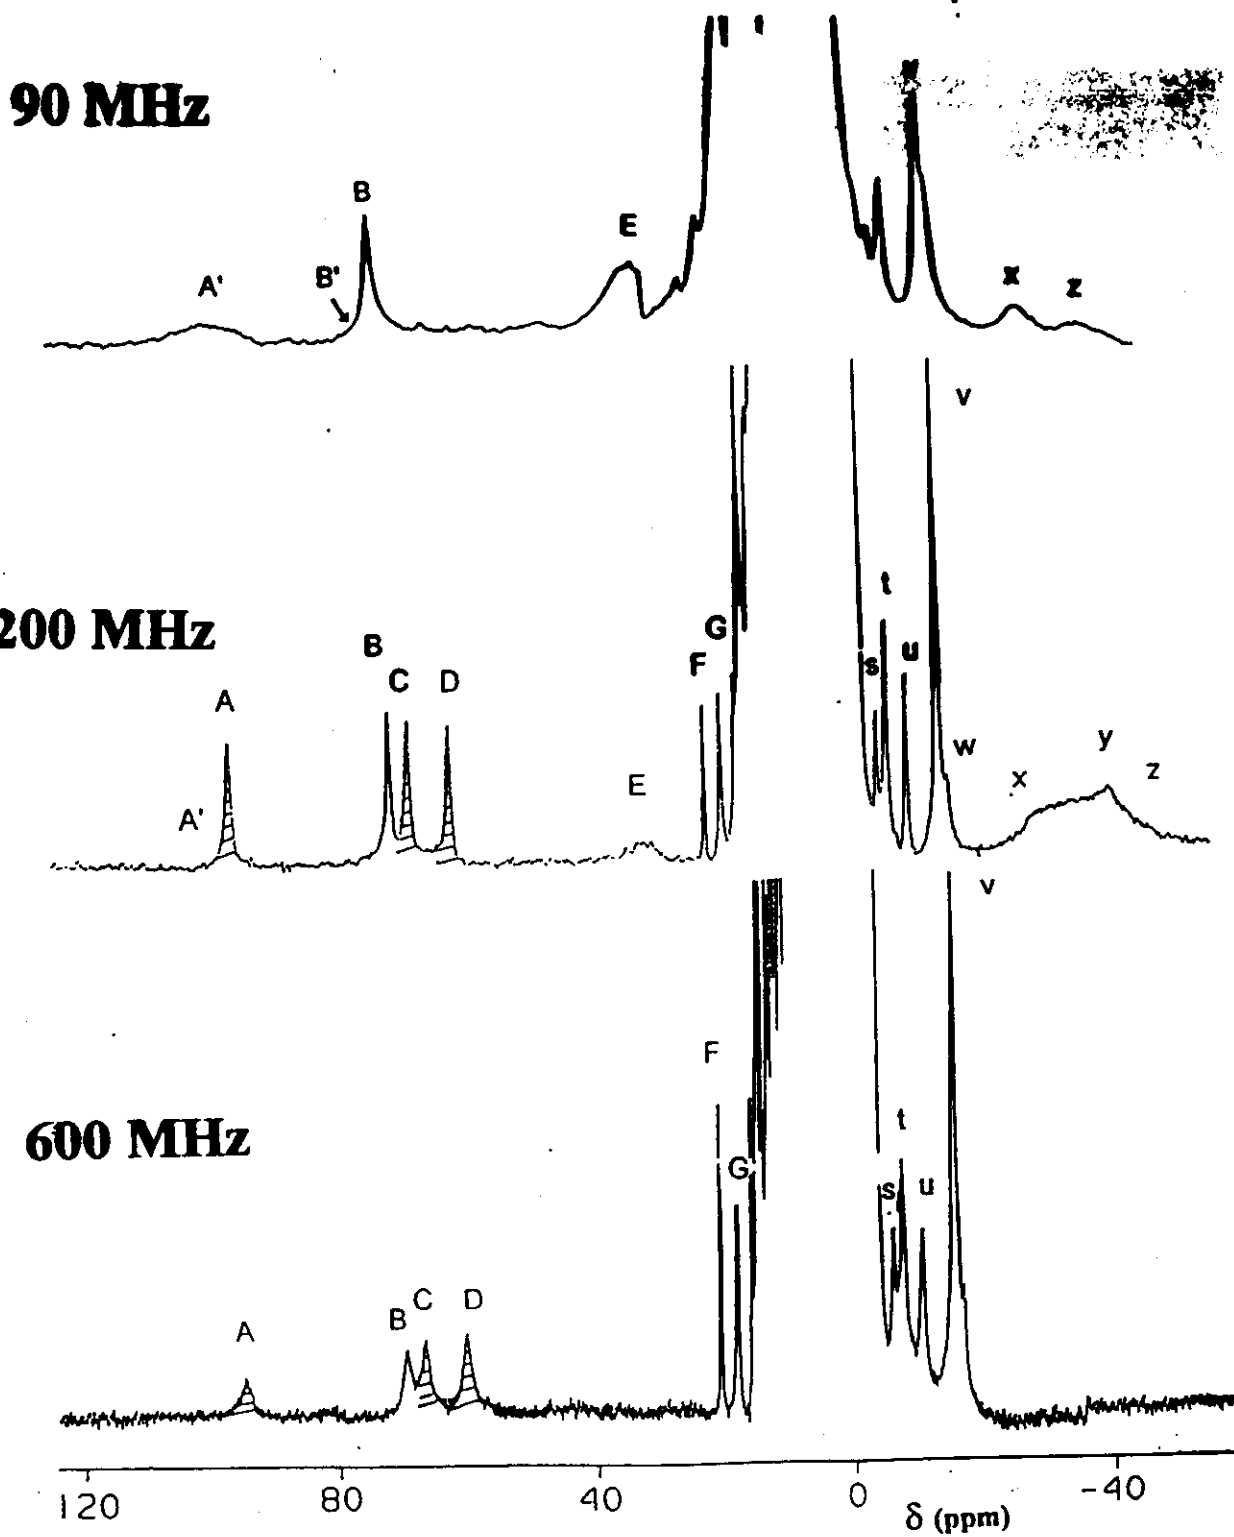 90 MHz
B
A' B' E v
x z
v
200 MHz
B G t
C D F s u
A w y
A' E x z
v
F
t
600 MHz
G s u
B C D
A
120 80 40 0 -40
δ (ppm)